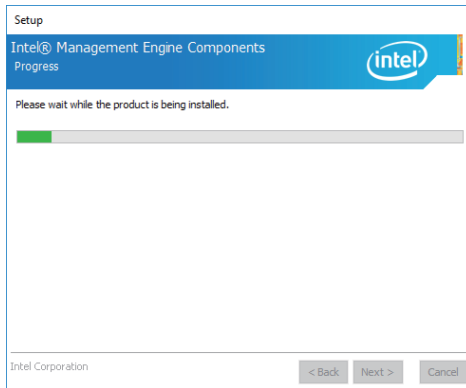 Setup
Intel® Management Engine Components
Progress
intel
Please wait while the product is being installed.
Intel Corporation
< Back Next > Cancel